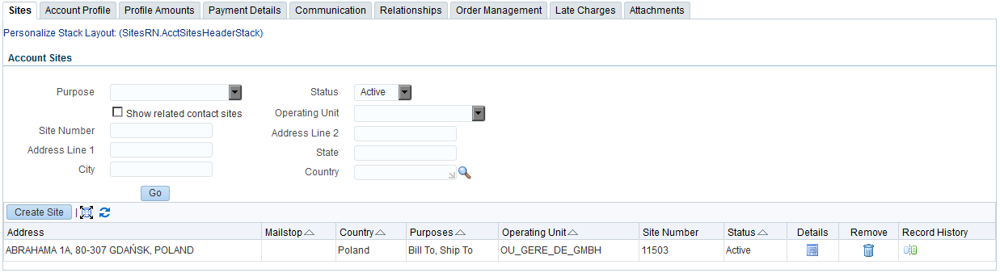 Sites Account Profile Profile Amounts Payment Details Communication Relationships Order Management Late Charges Attachments
Personalize Stack Layout: (SitesRN.AcctSitesHeaderStack)
Account Sites
Purpose Status Active
Show related contact sites Operating Unit
Site Number Address Line 2
Address Line 1 State
City Country
Go
Create Site |
Address Mailstop Country Purposes Operating Unit Site Number Status Details Remove Record History
ABRAHAMA 1A, 80-307 GDAŃSK, POLAND Poland Bill To, Ship To OU_GERE_DE_GMBH 11503 Active